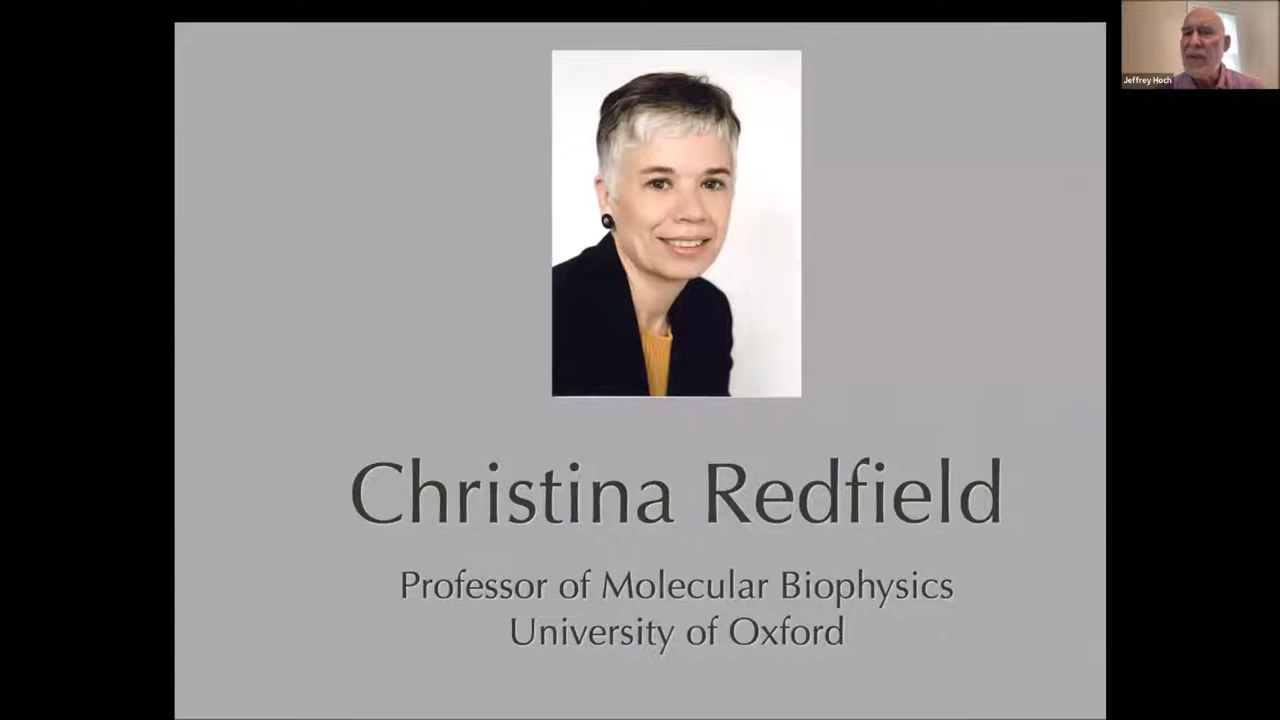 Jeffrey Hoch
Christina Redfield
Professor of Molecular Biophysics
University of Oxford